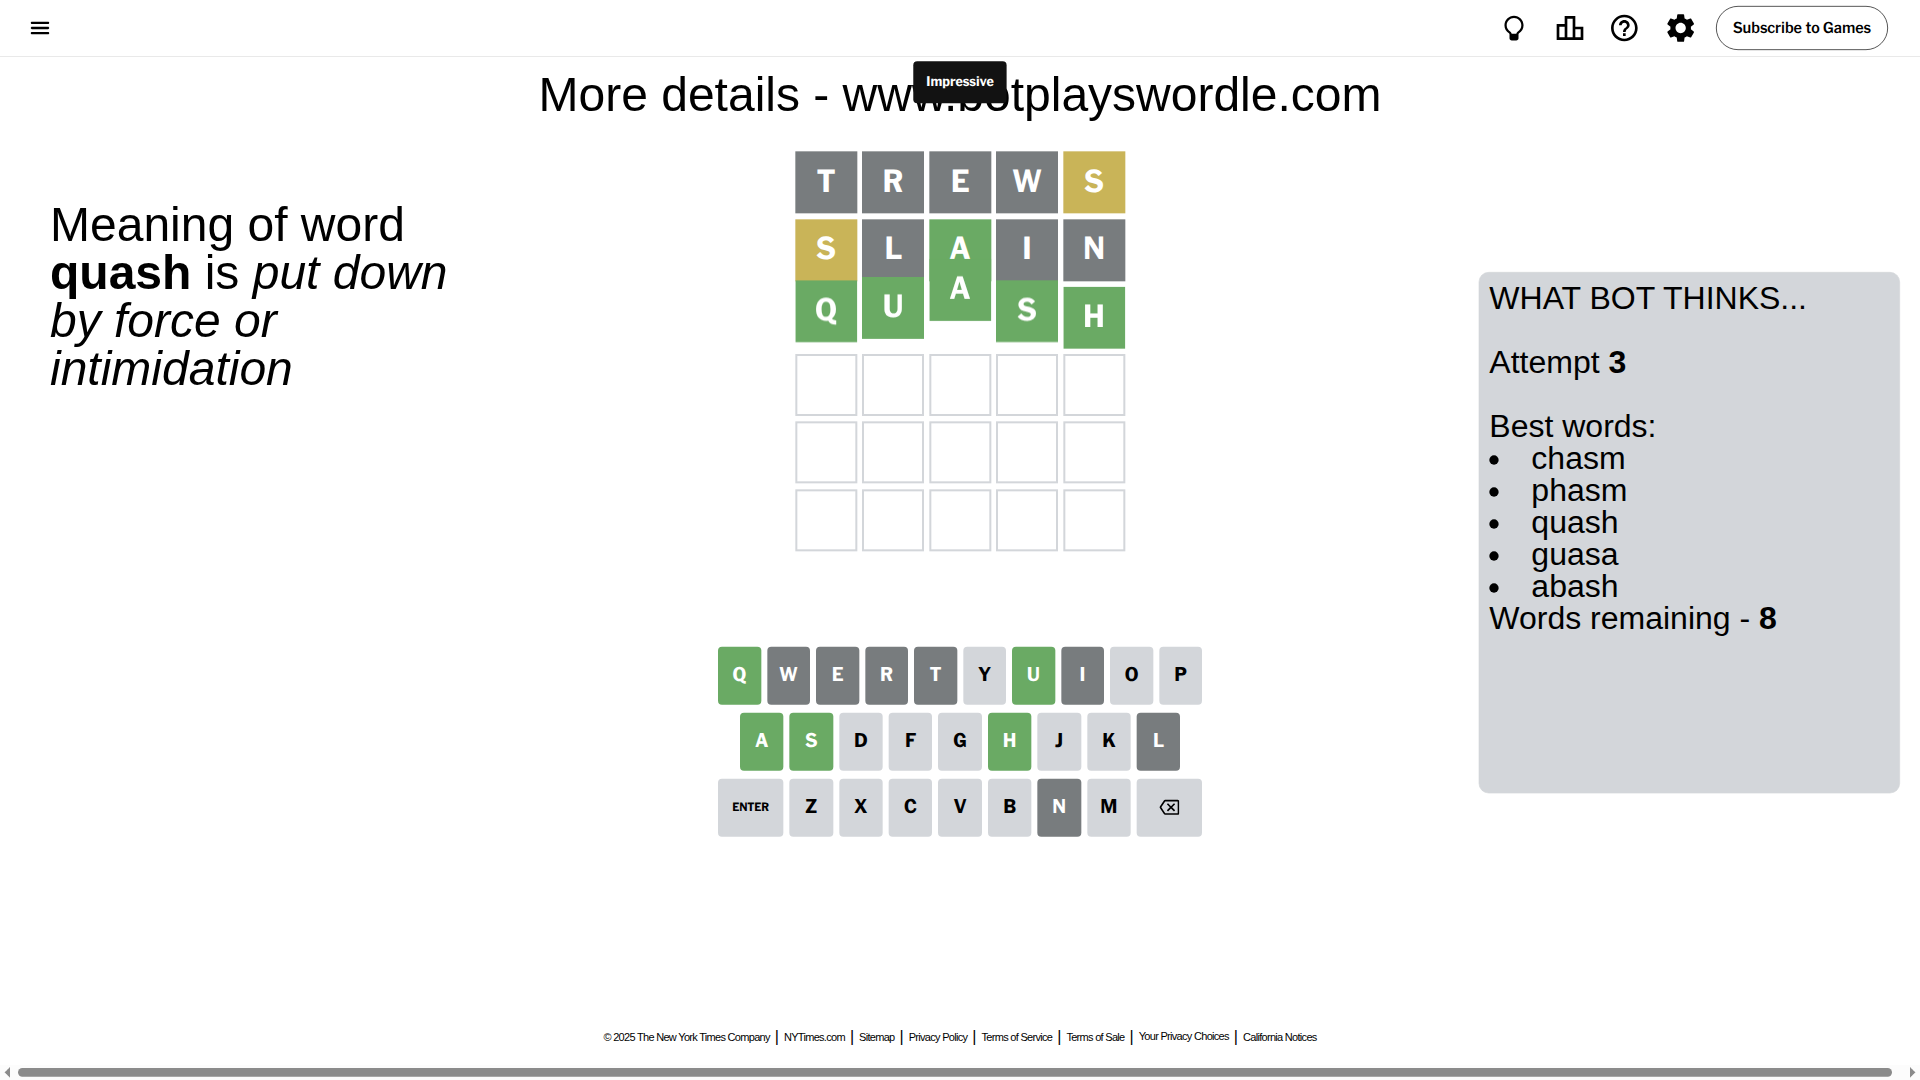 Subscribe to Games
Impressive
More details - www.botplayswordle.com
Meaning of word
quash is put down
by force or
intimidation
T R E W S
S L A I N
Q U A S H
WHAT BOT THINKS...
Attempt 3
Best words:
• chasm
• phasm
• quash
• guasa
• abash
Words remaining - 8
Q W E R T Y U I O P
A S D F G H J K L
ENTER Z X C V B N M
© 2025 The New York Times Company | NYTimes.com | Sitemap | Privacy Policy | Terms of Service | Terms of Sale | Your Privacy Choices | California Notices